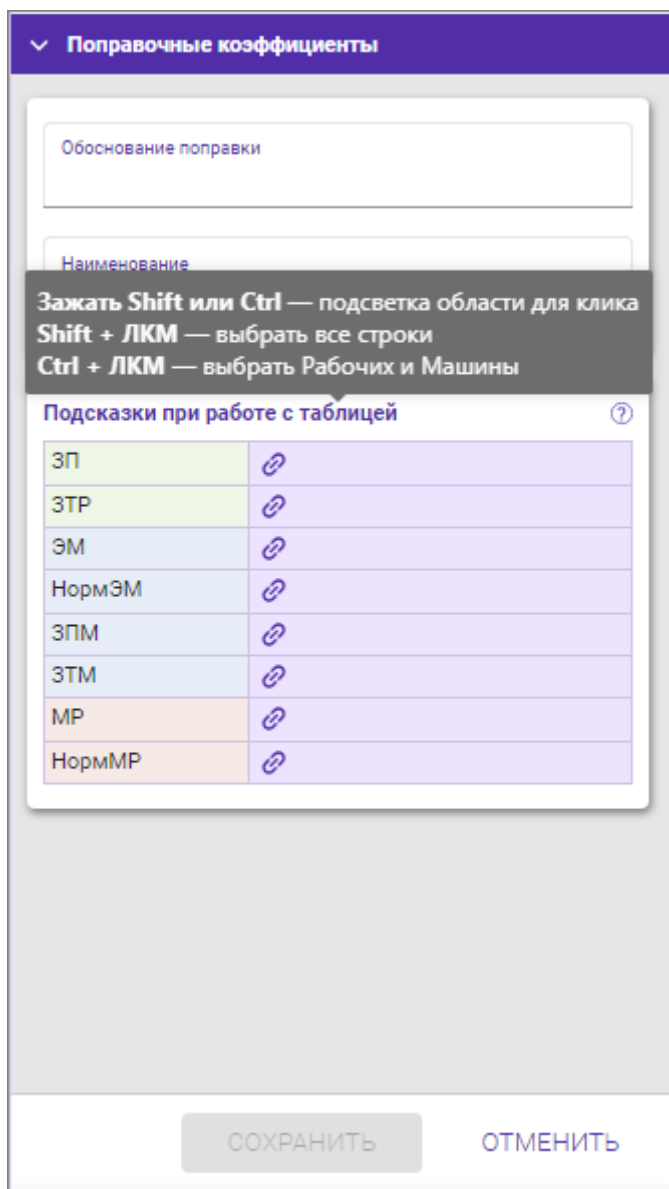 Поправочные коэффициенты
Обоснование поправки
Наименование
Зажать Shift или Ctrl — подсветка области для клика
Shift + ЛКМ — выбрать все строки
Ctrl + ЛКМ — выбрать Рабочих и Машины
Подсказки при работе с таблицей
ЗП
ЗТР
ЭМ
НормЭМ
ЗПМ
ЗТМ
МР
НормМР
СОХРАНИТЬ ОТМЕНИТЬ